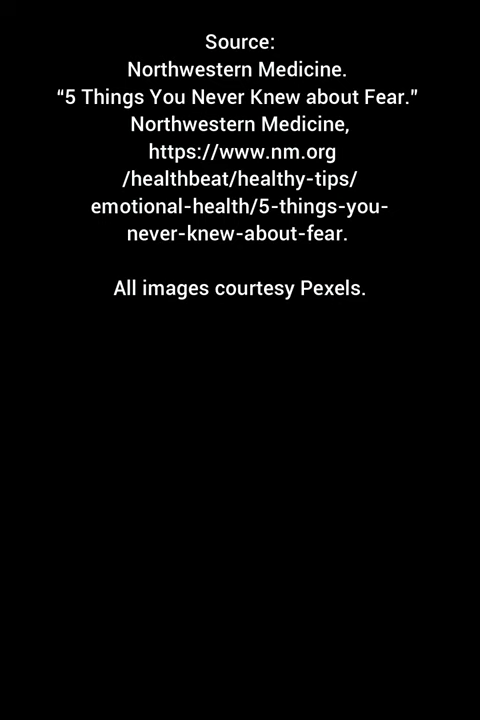 Source:
Northwestern Medicine.
“5 Things You Never Knew about Fear.”
Northwestern Medicine,
https://www.nm.org
/healthbeat/healthy-tips/
emotional-health/5-things-you-
never-knew-about-fear.
All images courtesy Pexels.